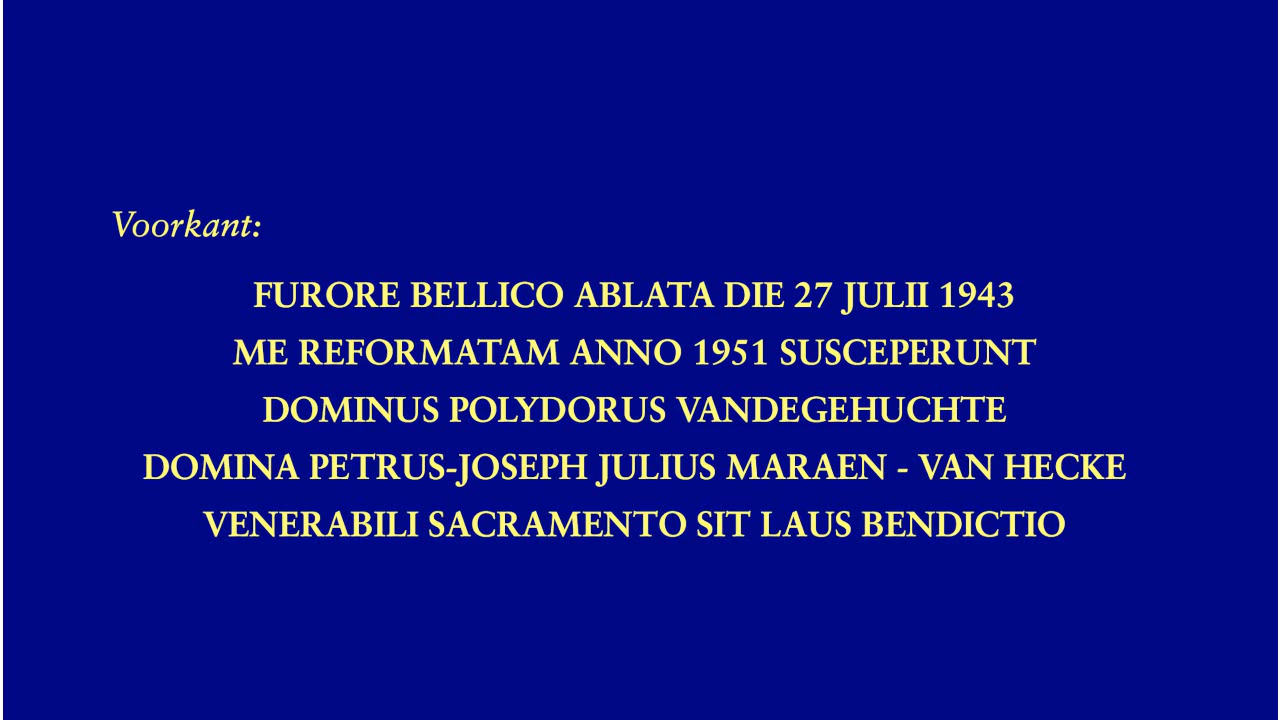 Voorkant:
FURORE BELLICO ABLATA DIE 27 JULII 1943
ME REFORMATAM ANNO 1951 SUSCEPERUNT
DOMINUS POLYDORUS VANDEGEHUCHTE
DOMINA PETRUS-JOSEPH JULIUS MARAEN - VAN HECKE
VENERABILI SACRAMENTO SIT LAUS BENDICTIO